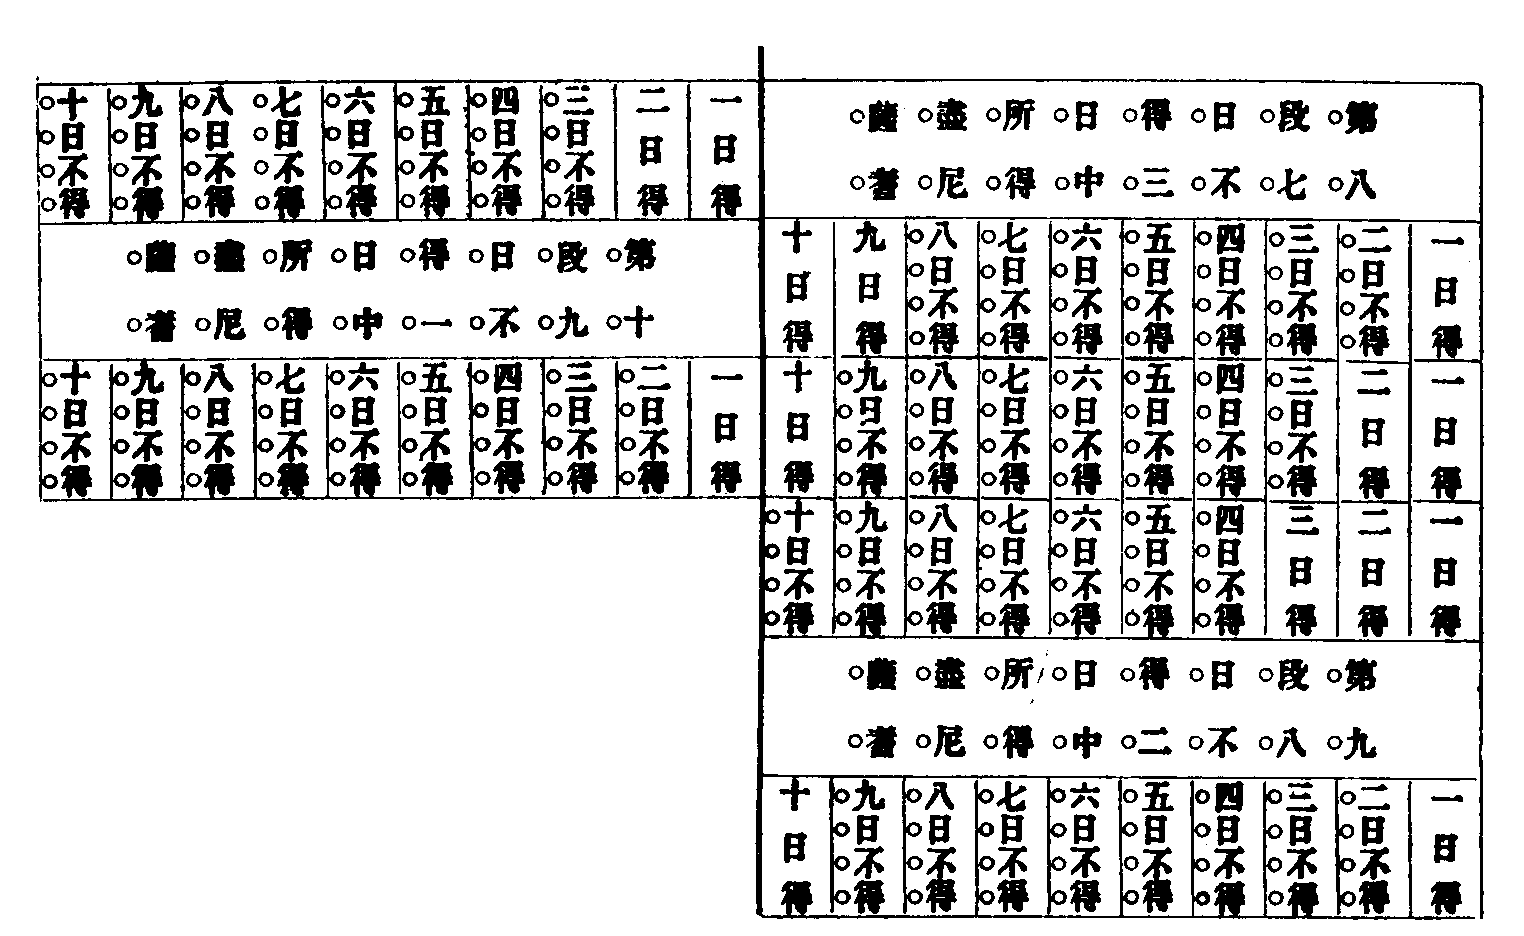 第八
段七
日不
得三
日中
所得
盡尼
薩耆
一日得
二日不得
三日不得
四日不得
五日不得
六日不得
七日不得
八日不得
九日得
十日得
一日得
二日得
三日不得
四日不得
五日不得
六日不得
七日不得
八日不得
九日不得
十日得
一日得
二日得
三日得
四日不得
五日不得
六日不得
七日不得
八日不得
九日不得
十日不得
第九
段八
日不
得二
日中
所得
盡尼
薩耆
一日得
二日不得
三日不得
四日不得
五日不得
六日不得
七日不得
八日不得
九日不得
十日得
一日得
二日得
三日不得
四日不得
五日不得
六日不得
七日不得
八日不得
九日不得
十日不得
第十
段九
日不
得一
日中
所得
盡尼
薩耆
一日得
二日不得
三日不得
四日不得
五日不得
六日不得
七日不得
八日不得
九日不得
十日不得